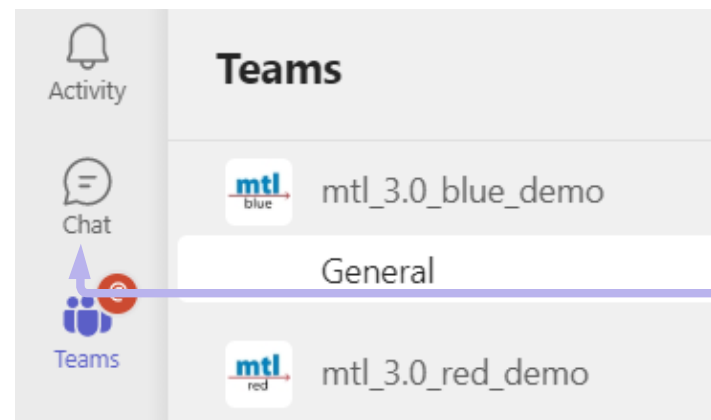 Activity
Chat
@
Teams
Teams
mtl
blue
mtl_3.0_blue_demo
General
mtl
red
mtl_3.0_red_demo